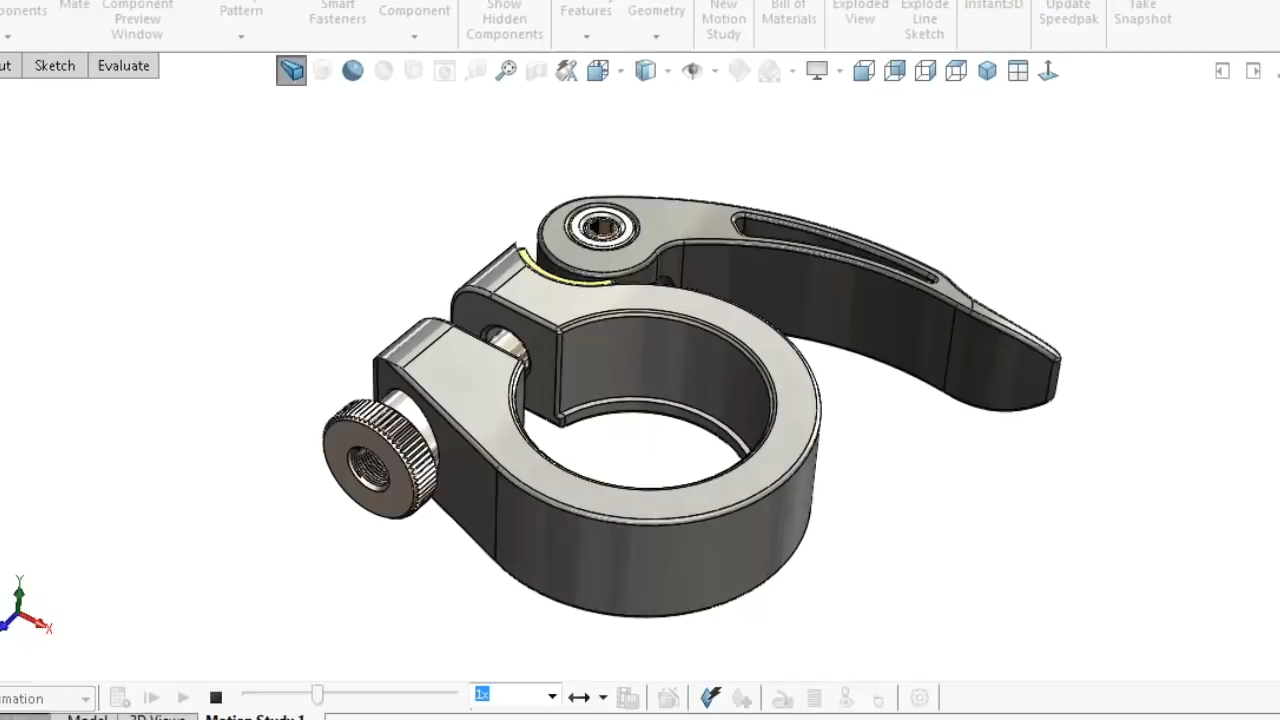 ponents
Mate
Component
Preview
Window
Pattern
Smart
Fasteners
Component
Show
Hidden
Components
Features
Geometry
New
Motion
Study
Bill of
Materials
Exploded
View
Explode
Line
Sketch
Instant3D
Update
Speedpak
Take
Snapshot
ut
Sketch
Evaluate
Y
X
mation
1x
Model
3D Views
Motion Study 1